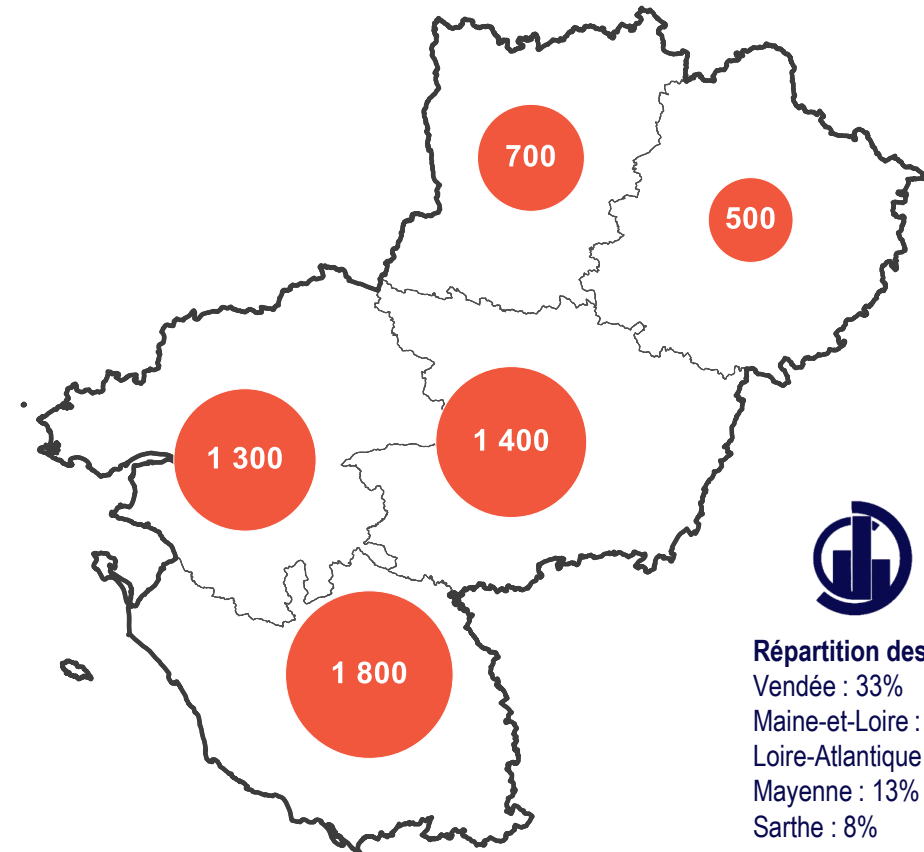 700
500
1 300
1 400
1 800
Répartition des
Vendée : 33%
Maine-et-Loire :
Loire-Atlantique
Mayenne : 13%
Sarthe : 8%